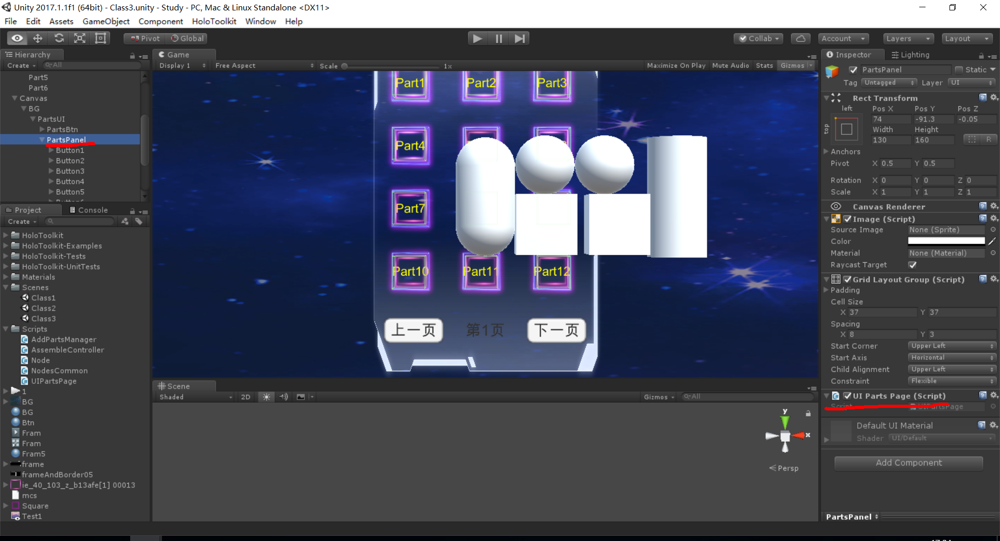 Unity 2017.1.1f1 (64bit) - Class3.unity - Study - PC, Mac & Linux Standalone <DX11>
File Edit Assets GameObject Component HoloToolkit Window Help
Pivot Global Collab Account Layers Layout
Hierarchy
Create All
Part5
Part6
Canvas
BG
PartsUI
PartsBtn
PartsPanel
Button1
Button2
Button3
Button4
Button5
Project Console
Create
HoloToolkit
HoloToolkit-Examples
HoloToolkit-Tests
HoloToolkit-UnitTests
Materials
Scenes
Class1
Class2
Class3
Scripts
AddPartsManager
AssembleController
Node
NodesCommon
UIPartsPage
1
BG
BG
Btn
Fram
Fram
Fram5
frame
frameAndBorder05
ie_40_103_z_b13afe[1] 00013
mcs
Square
Test1
Game
Display 1 Free Aspect Scale 1x Maximize On Play Mute Audio Stats Gizmos
Part1 Part2 Part3
Part4
Part7
Part10 Part11 Part12
上一页 第1页 下一页
Scene
Shaded 2D Gizmos All
y
x
Persp
Inspector Lighting
PartsPanel Static
Tag Untagged Layer UI
Rect Transform
left Pos X Pos Y Pos Z
top 74 -91.3 -0.05
Width Height
130 160 R
Anchors
Pivot X 0.5 Y 0.5
Rotation X 0 Y 0 Z 0
Scale X 1 Y 1 Z 1
Canvas Renderer
Image (Script)
Source Image None (Sprite)
Color
Material None (Material)
Raycast Target
Grid Layout Group (Script)
Padding
Cell Size
X 37 Y 37
Spacing
X 8 Y 3
Start Corner Upper Left
Start Axis Horizontal
Child Alignment Upper Left
Constraint Flexible
UI Parts Page (Script)
Script UIPartsPage
Default UI Material
Shader UI/Default
Add Component
PartsPanel